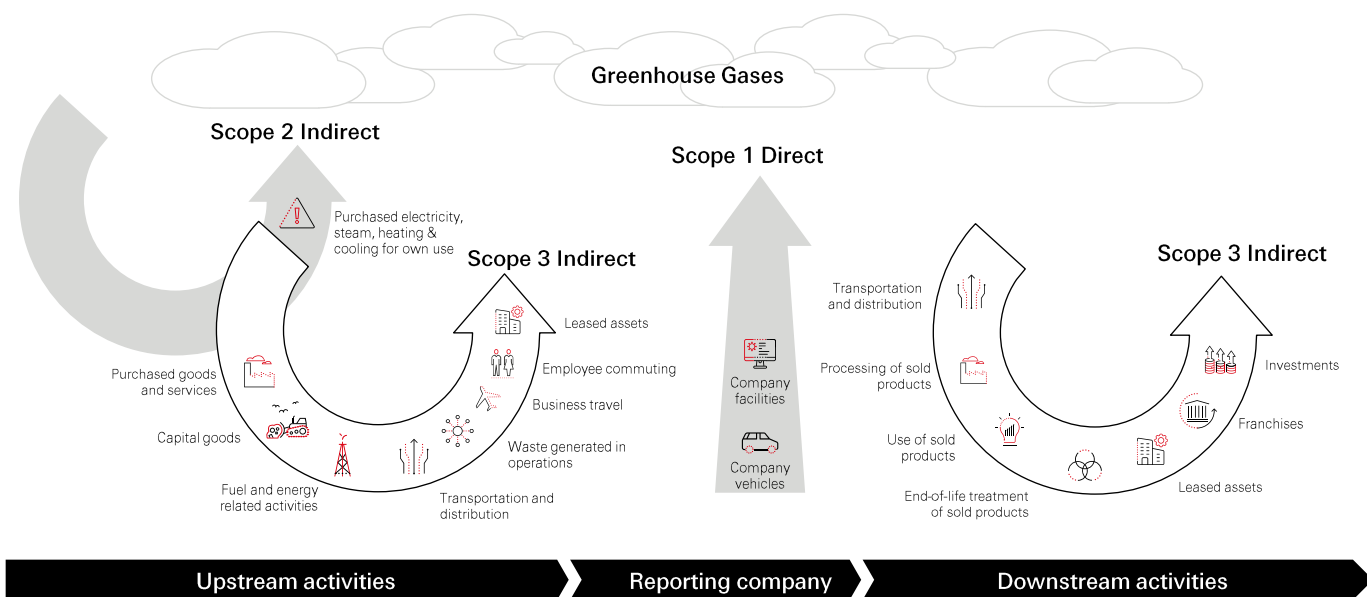 Greenhouse Gases
Scope 2 Indirect
Purchased electricity,
steam, heating &
cooling for own use
Scope 3 Indirect
Leased assets
Employee commuting
Business travel
Waste generated in
operations
Transportation and
distribution
Fuel and energy
related activities
Capital goods
Purchased goods
and services
Scope 1 Direct
Company
facilities
Company
vehicles
Scope 3 Indirect
Transportation
and distribution
Processing of sold
products
Use of sold
products
End-of-life treatment
of sold products
Leased assets
Franchises
Investments
Upstream activities
Reporting company
Downstream activities